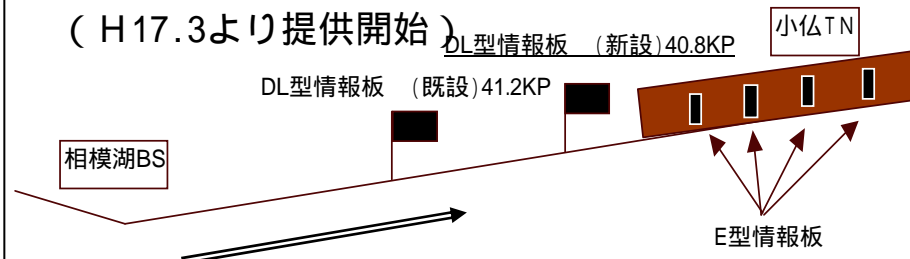 （H17.3より提供開始）
DL型情報板　（新設)40.8KP
小仏TN
DL型情報板　（既設)41.2KP
相模湖BS
E型情報板